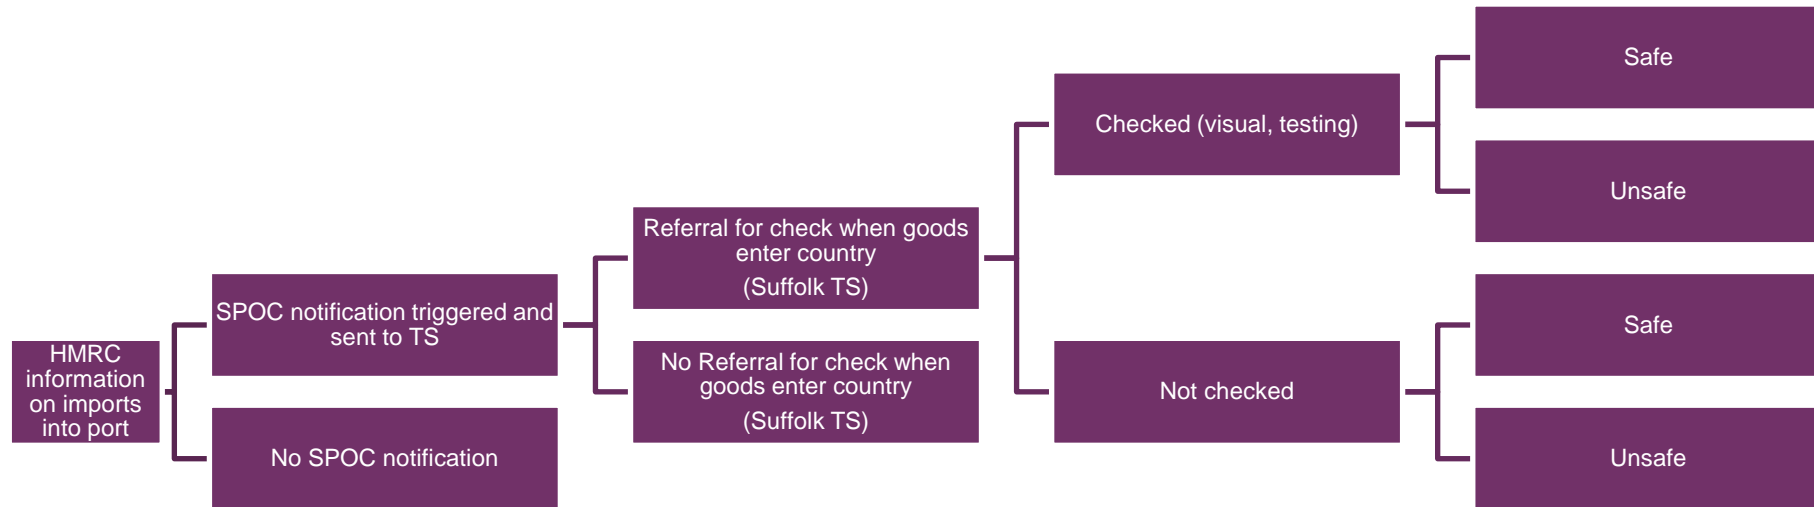 HMRC
information
on imports
into port
SPOC notification triggered and
sent to TS
No SPOC notification
Referral for check when goods
enter country
(Suffolk TS)
No Referral for check when
goods enter country
(Suffolk TS)
Checked (visual, testing)
Not checked
Safe
Unsafe
Safe
Unsafe